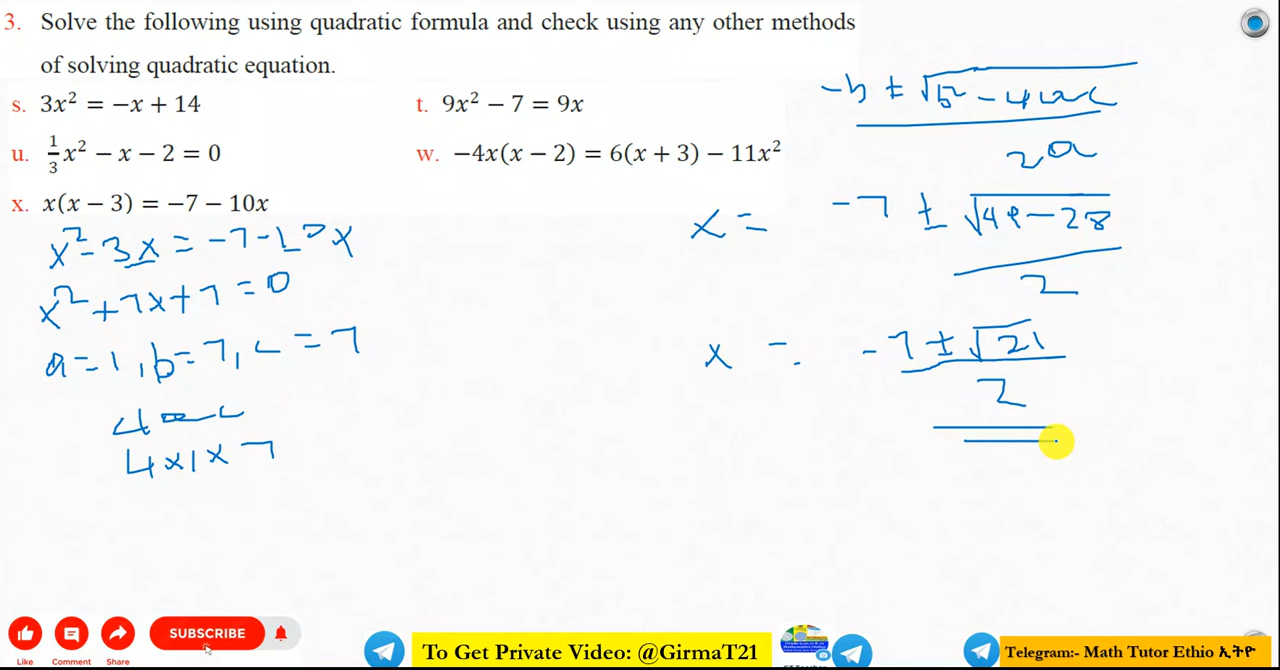 3. Solve the following using quadratic formula and check using any other methods
of solving quadratic equation.
s. 3x² = −x + 14
t. 9x² − 7 = 9x
u. 1/3 x² − x − 2 = 0
w. −4x(x − 2) = 6(x + 3) − 11x²
x. x(x − 3) = −7 − 10x
x² − 3x = −7 − 10x
x² + 7x + 7 = 0
a = 1, b = 7, c = 7
4ac
4 × 1 × 7
−b ± √b² − 4ac
2a
x = −7 ± √49 − 28
2
x = −7 ± √21
2
Like
Comment
Share
SUBSCRIBE
To Get Private Video: @GirmaT21
Telegram:- Math Tutor Ethio ኢትዮ